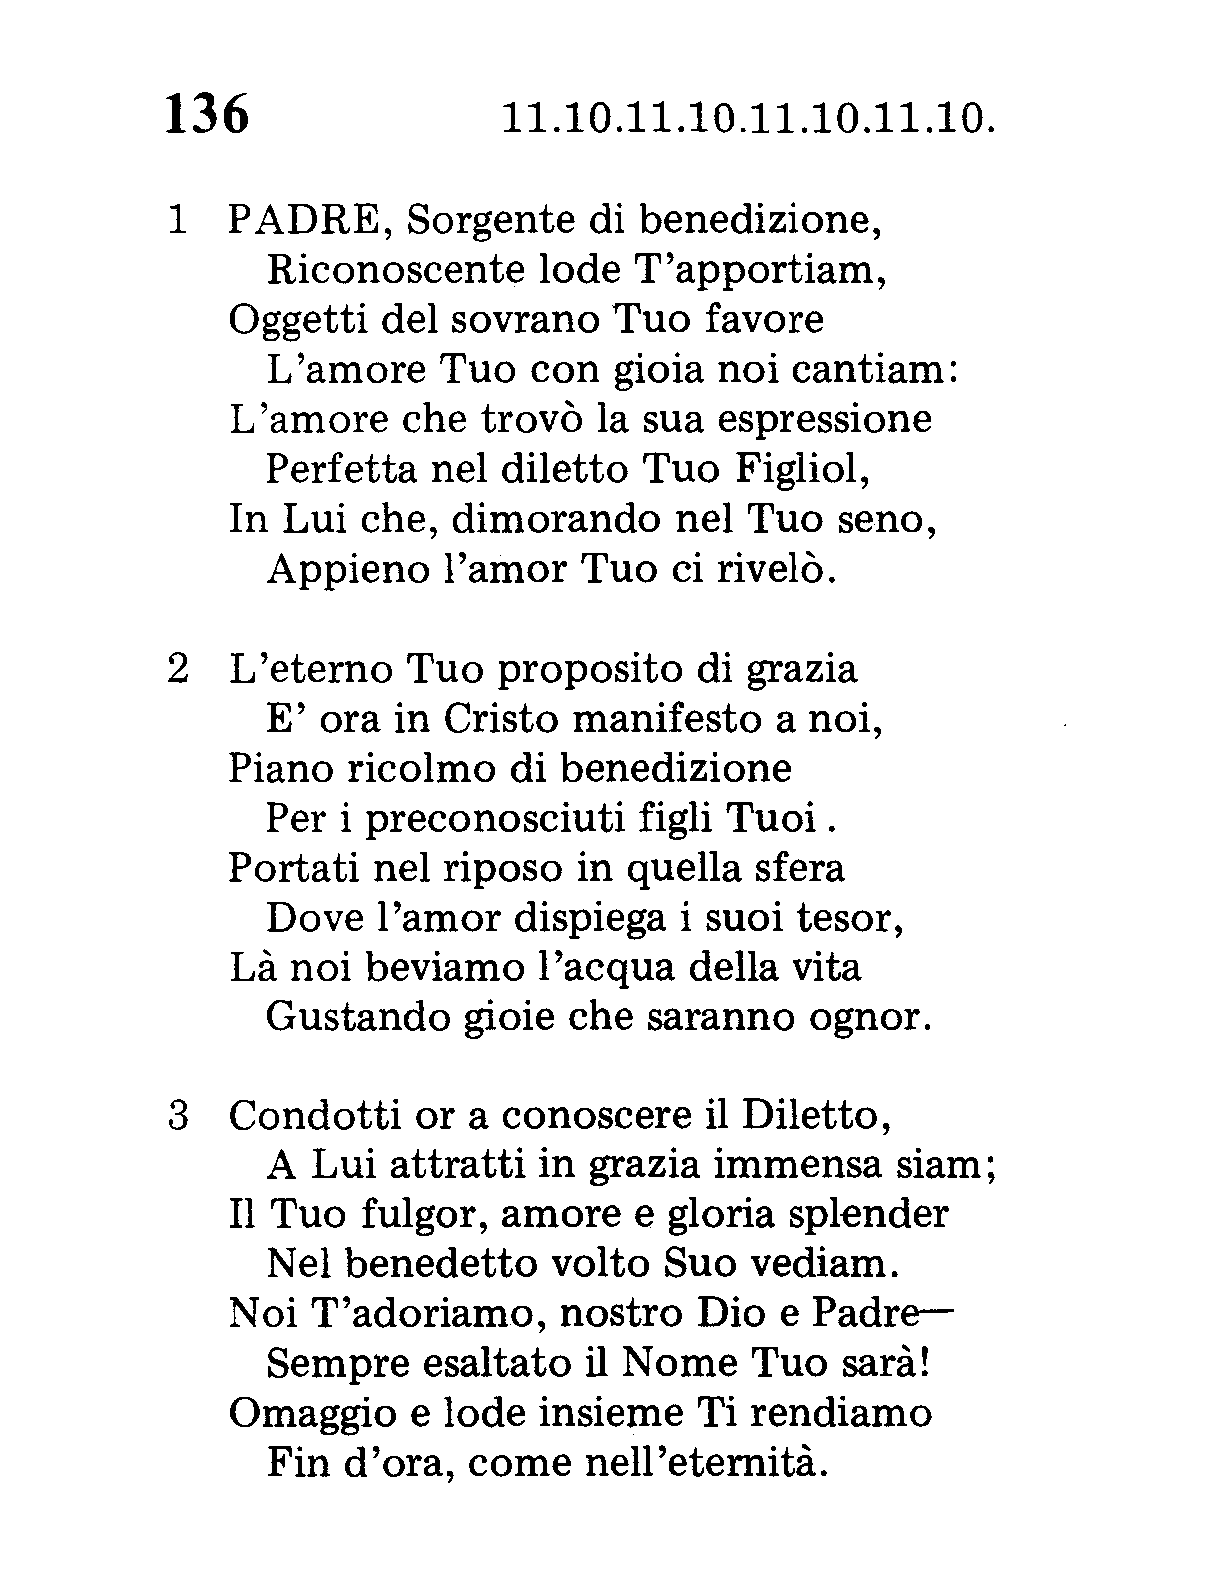 136 11.10.11.10.11.10.11.10.
1 PADRE, Sorgente di benedizione,
Riconoscente lode T’apportiam,
Oggetti del sovrano Tuo favore
L’amore Tuo con gioia noi cantiam:
L’amore che trovò la sua espressione
Perfetta nel diletto Tuo Figliol,
In Lui che, dimorando nel Tuo seno,
Appieno l’amor Tuo ci rivelò.
2 L’eterno Tuo proposito di grazia
E’ ora in Cristo manifesto a noi,
Piano ricolmo di benedizione
Per i preconosciuti figli Tuoi .
Portati nel riposo in quella sfera
Dove l’amor dispiega i suoi tesor,
Là noi beviamo l’acqua della vita
Gustando gioie che saranno ognor.
3 Condotti or a conoscere il Diletto,
A Lui attratti in grazia immensa siam;
Il Tuo fulgor, amore e gloria splender
Nel benedetto volto Suo vediam.
Noi T’adoriamo, nostro Dio e Padre—
Sempre esaltato il Nome Tuo sarà!
Omaggio e lode insieme Ti rendiamo
Fin d’ora, come nell’eternità.